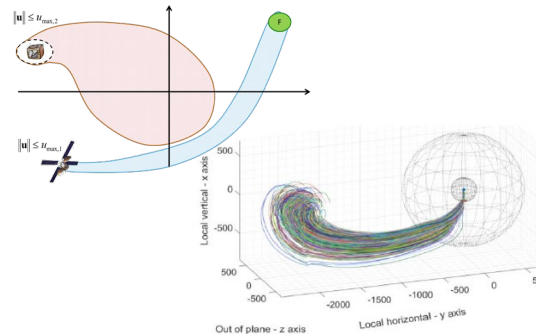 ‖u‖ ≤ u_max,2
F
‖u‖ ≤ u_max,1
Local vertical - x axis
500
0
-500
500
0
-500
-2000
-1500
-1000
-500
0
500
Out of plane - z axis
Local horizontal - y axis